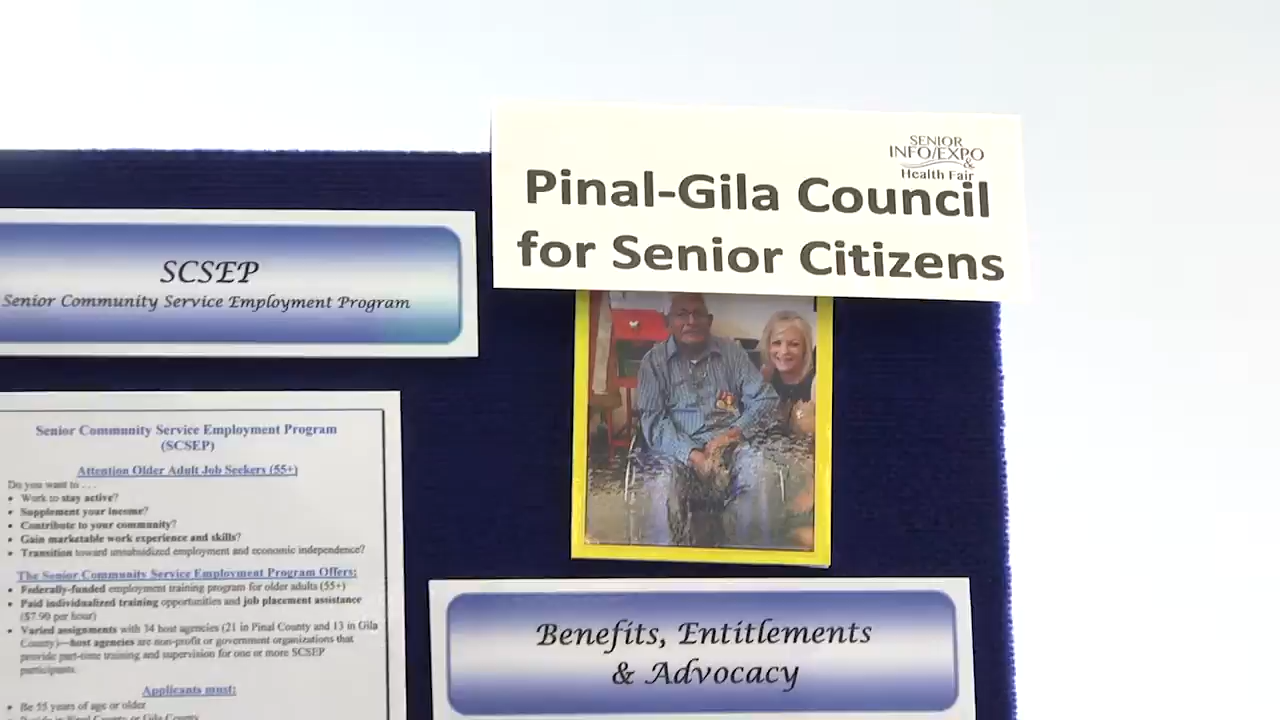 SENIOR
INFO/EXPO
&
Health Fair
Pinal-Gila Council
for Senior Citizens
SCSEP
Senior Community Service Employment Program
Senior Community Service Employment Program
(SCSEP)
Attention Older Adult Job Seekers (55+)
Do you want to . . .
• Work to stay active?
• Supplement your income?
• Contribute to your community?
• Gain marketable work experience and skills?
• Transition toward unsubsidized employment and economic independence?
The Senior Community Service Employment Program Offers:
• Federally-funded employment training program for older adults (55+)
• Paid individualized training opportunities and job placement assistance
($7.90 per hour)
• Varied assignments with 34 host agencies (21 in Pinal County and 13 in Gila
County)—host agencies are non-profit or government organizations that
provide part-time training and supervision for one or more SCSEP
participants.
Applicants must:
• Be 55 years of age or older
Benefits, Entitlements
& Advocacy